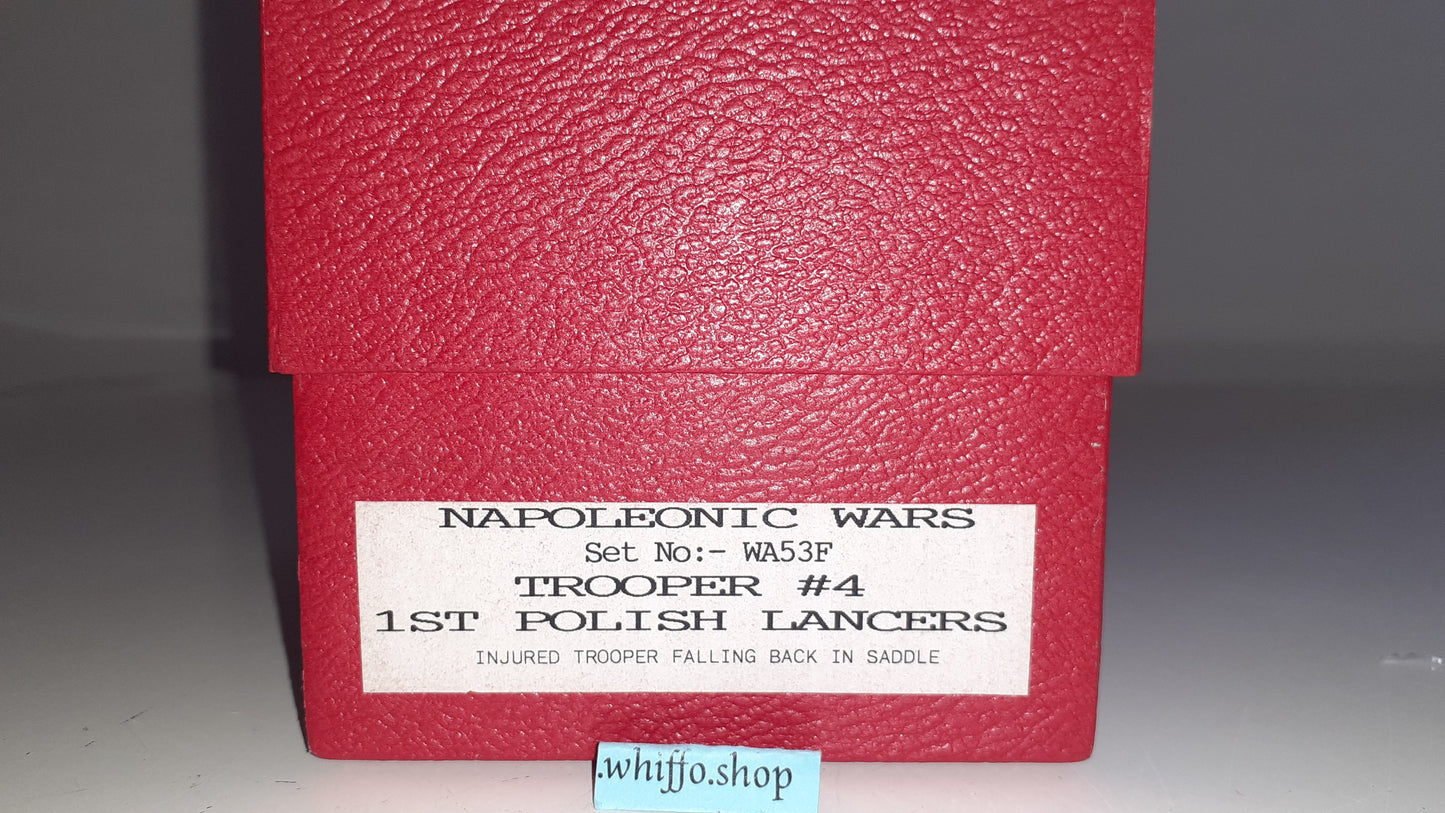 NAPOLEONIC WARS
Set No:- WA53F
TROOPER #4
1ST POLISH LANCERS
INJURED TROOPER FALLING BACK IN SADDLE
.whiffo.shop